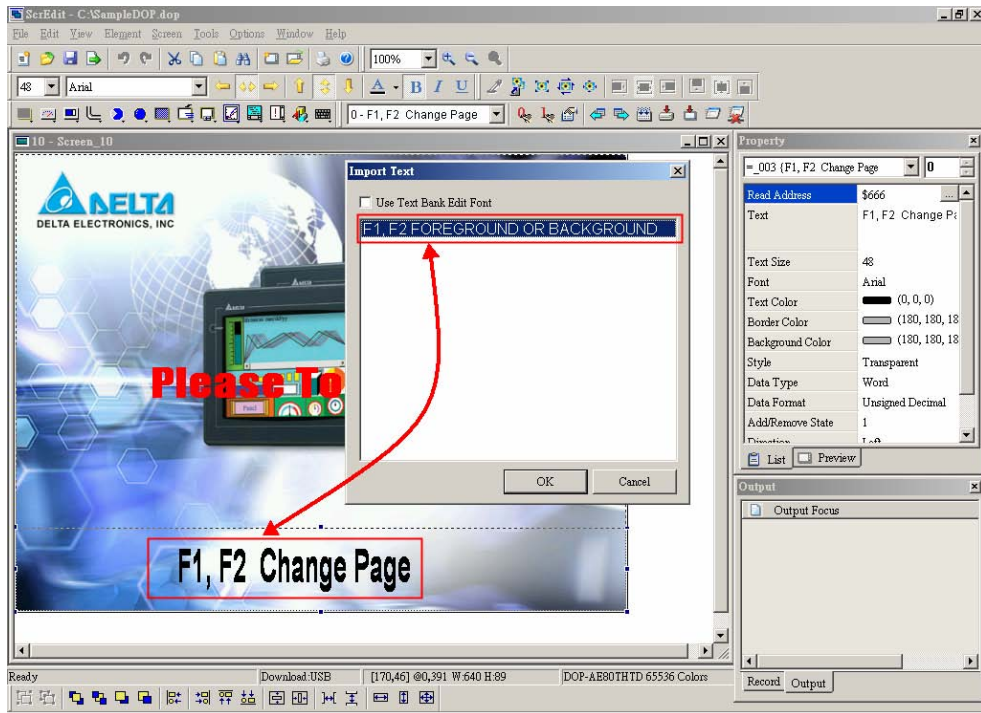 ScrEdit - C:\SampleDOP.dop
File Edit View Element Screen Tools Options Window Help
100%
48 Arial A B I U
0 - F1, F2 Change Page
10 - Screen_10
DELTA
DELTA ELECTRONICS, INC
Please To
F1, F2 Change Page
Import Text
Use Text Bank Edit Font
F1, F2 FOREGROUND OR BACKGROUND
OK Cancel
Property
=_003 {F1, F2 Change Page 0
Read Address $666 ...
Text F1, F2 Change Pa
Text Size 48
Font Arial
Text Color (0, 0, 0)
Border Color (180, 180, 18
Background Color (180, 180, 18
Style Transparent
Data Type Word
Data Format Unsigned Decimal
Add/Remove State 1
Direction Left
List Preview
Output
Output Focus
Record Output
Ready Download:USB [170,46] @0,391 W:640 H:89 DOP-AE80THTD 65536 Colors